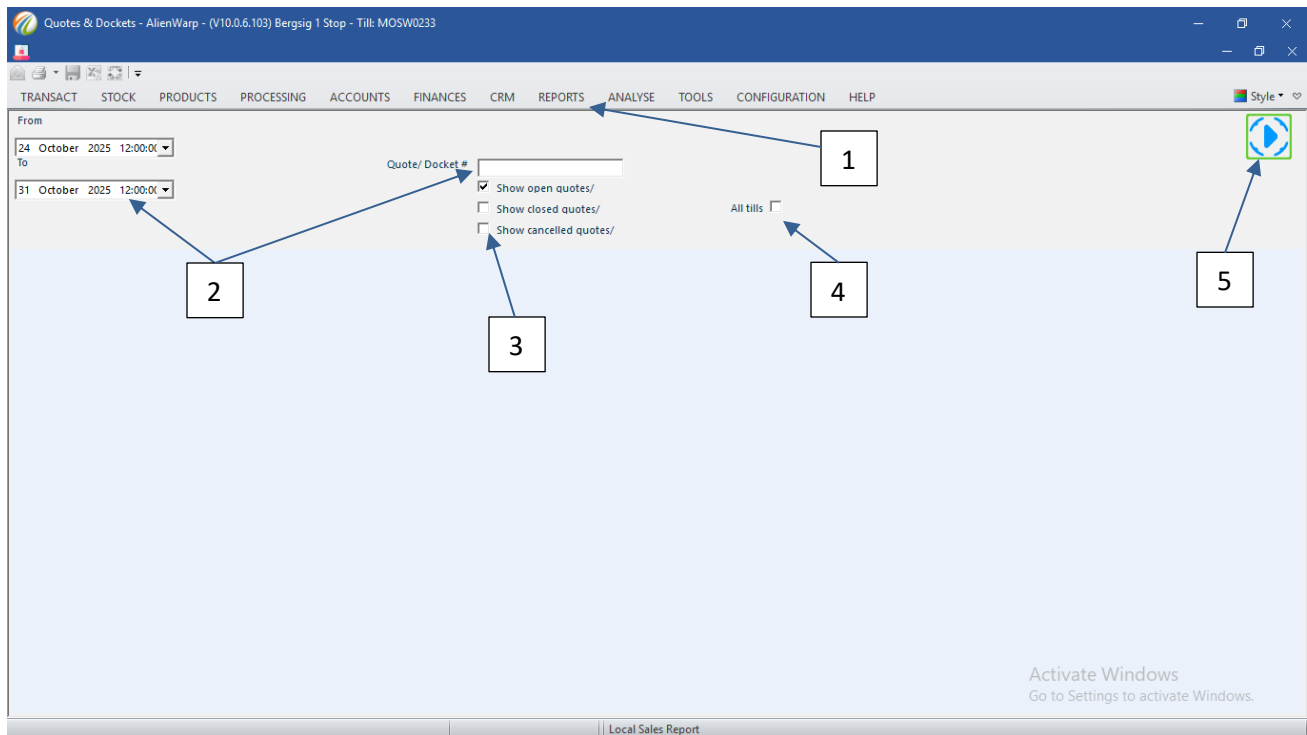 Quotes & Dockets - AlienWarp - (V10.0.6.103) Bergsig 1 Stop - Till: MOSW0233
TRANSACT STOCK PRODUCTS PROCESSING ACCOUNTS FINANCES CRM REPORTS ANALYSE TOOLS CONFIGURATION HELP Style
From
24 October 2025 12:00:00
To
31 October 2025 12:00:00
Quote/ Docket #
Show open quotes/
Show closed quotes/
Show cancelled quotes/
All tills
1
2
3
4
5
Activate Windows
Go to Settings to activate Windows.
Local Sales Report